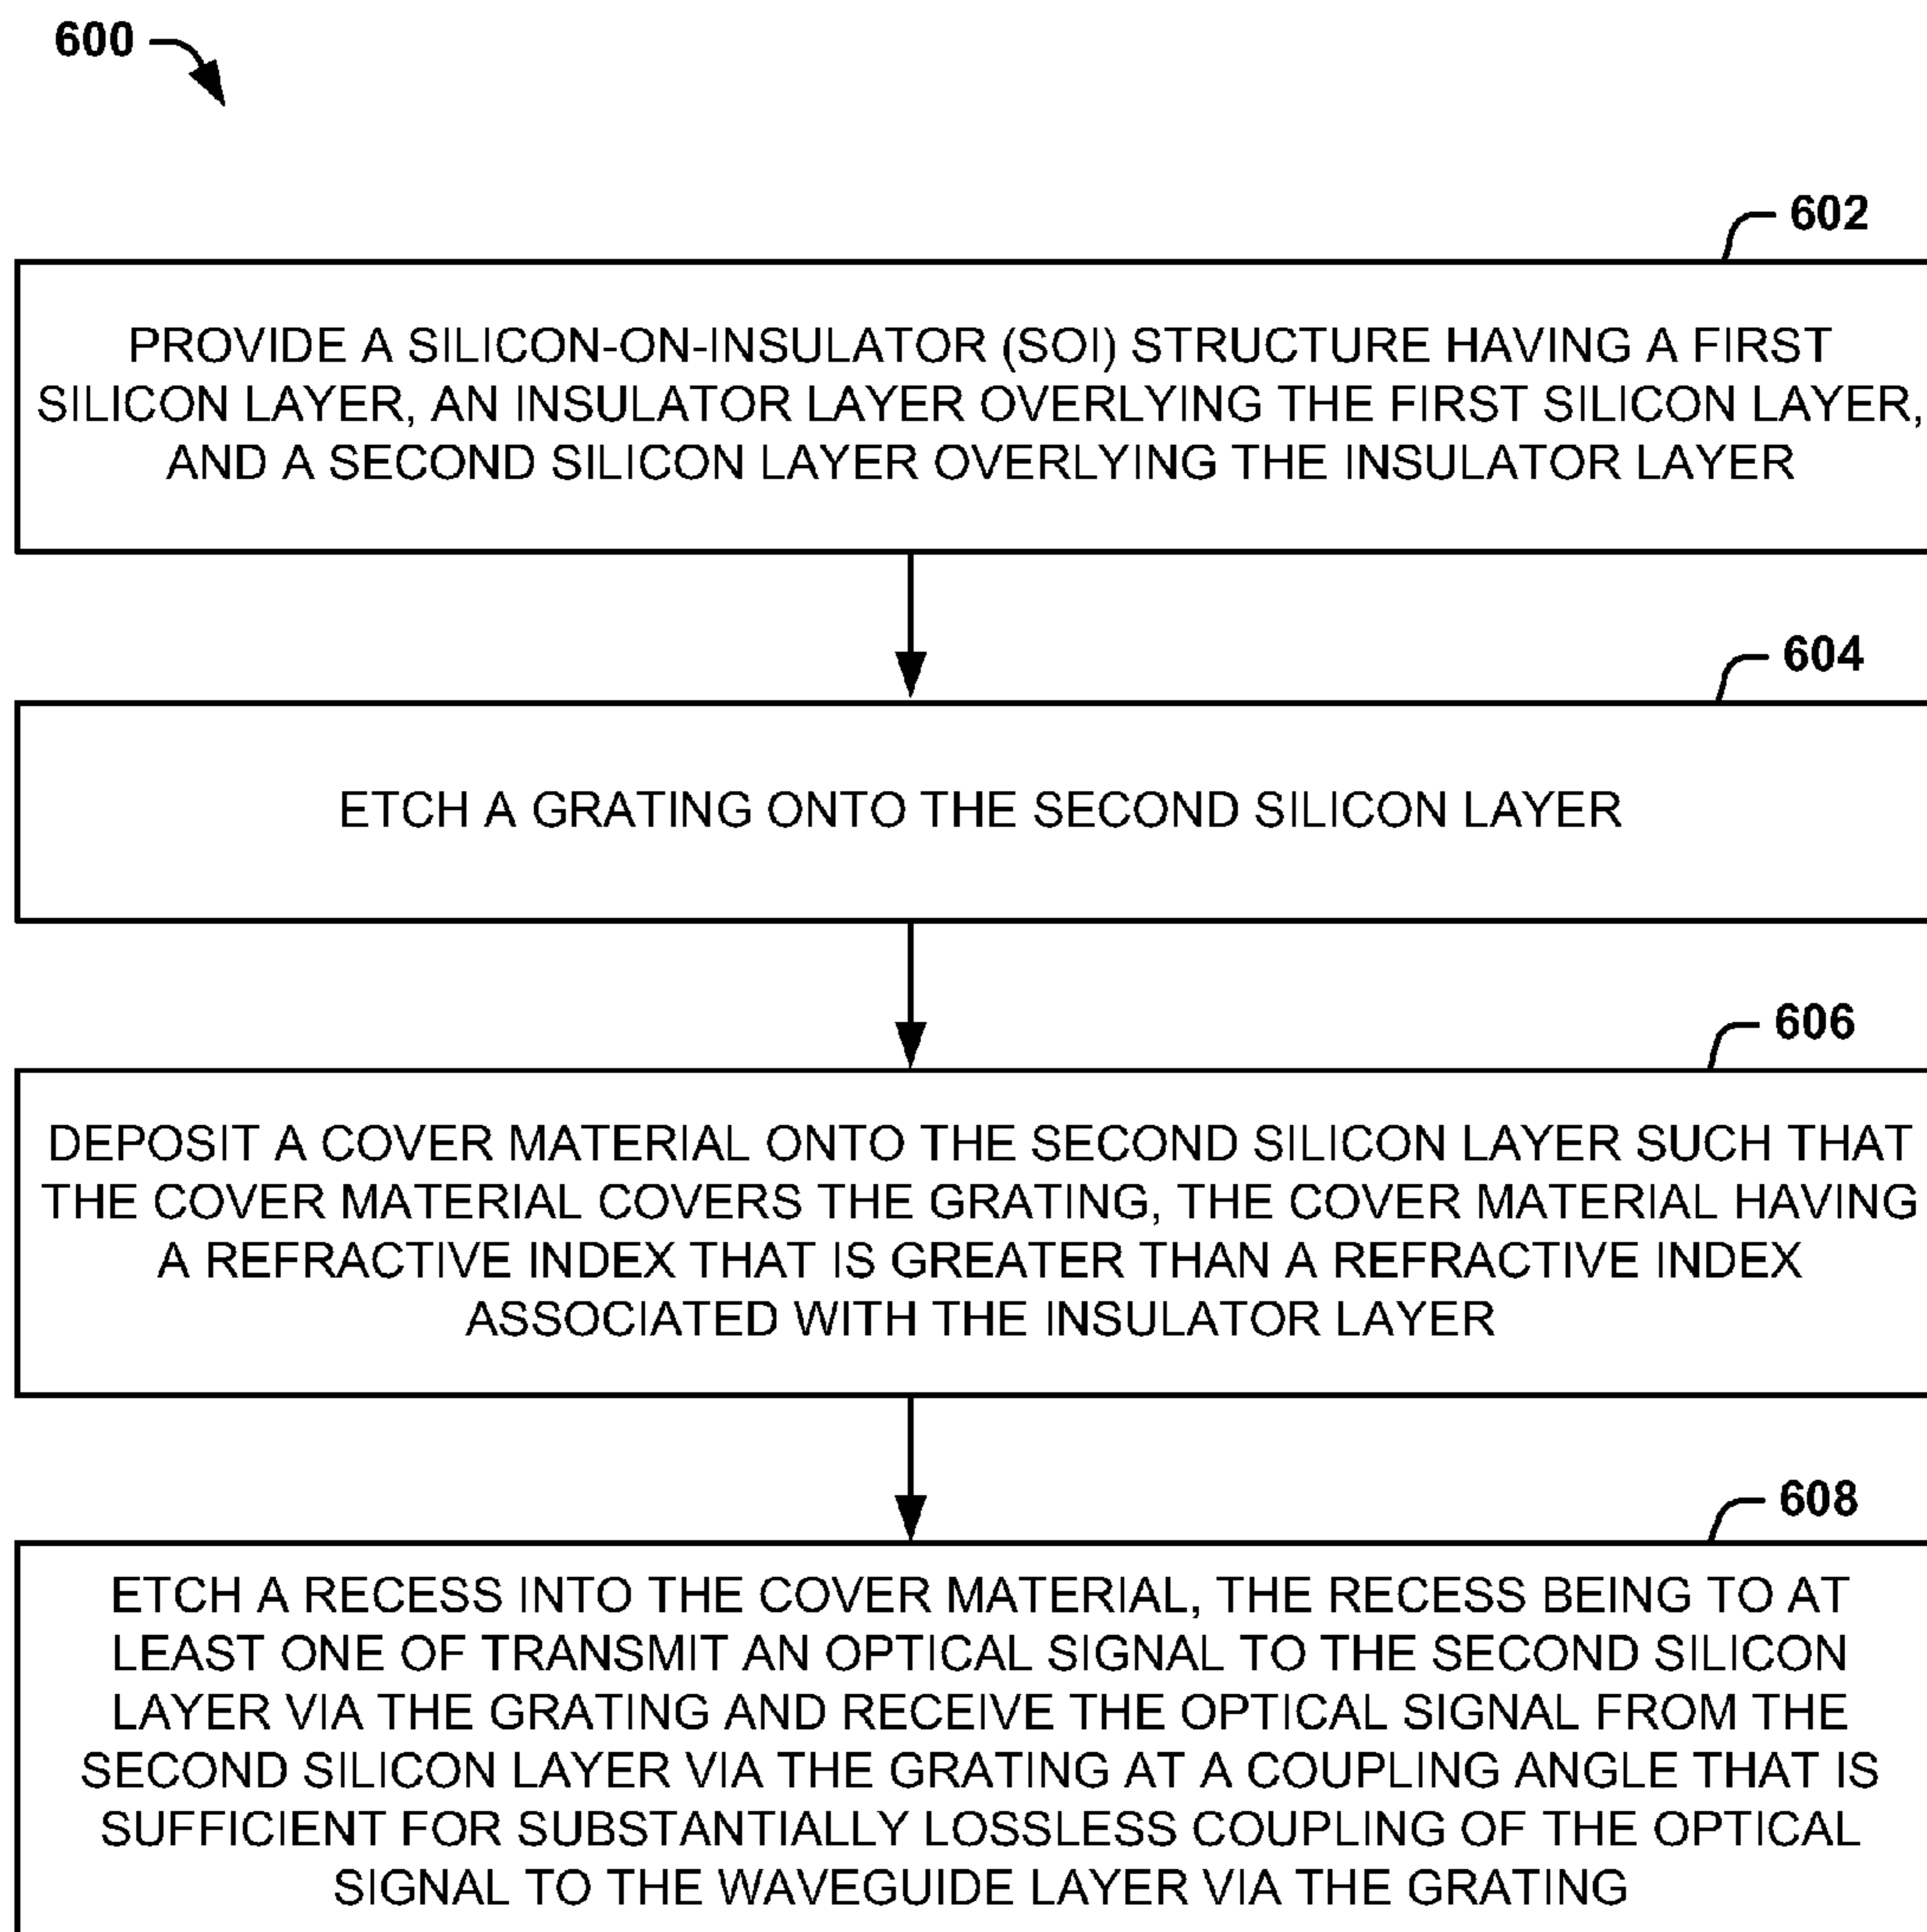 600
602
PROVIDE A SILICON-ON-INSULATOR (SOI) STRUCTURE HAVING A FIRST
SILICON LAYER, AN INSULATOR LAYER OVERLYING THE FIRST SILICON LAYER,
AND A SECOND SILICON LAYER OVERLYING THE INSULATOR LAYER
604
ETCH A GRATING ONTO THE SECOND SILICON LAYER
606
DEPOSIT A COVER MATERIAL ONTO THE SECOND SILICON LAYER SUCH THAT
THE COVER MATERIAL COVERS THE GRATING, THE COVER MATERIAL HAVING
A REFRACTIVE INDEX THAT IS GREATER THAN A REFRACTIVE INDEX
ASSOCIATED WITH THE INSULATOR LAYER
608
ETCH A RECESS INTO THE COVER MATERIAL, THE RECESS BEING TO AT
LEAST ONE OF TRANSMIT AN OPTICAL SIGNAL TO THE SECOND SILICON
LAYER VIA THE GRATING AND RECEIVE THE OPTICAL SIGNAL FROM THE
SECOND SILICON LAYER VIA THE GRATING AT A COUPLING ANGLE THAT IS
SUFFICIENT FOR SUBSTANTIALLY LOSSLESS COUPLING OF THE OPTICAL
SIGNAL TO THE WAVEGUIDE LAYER VIA THE GRATING